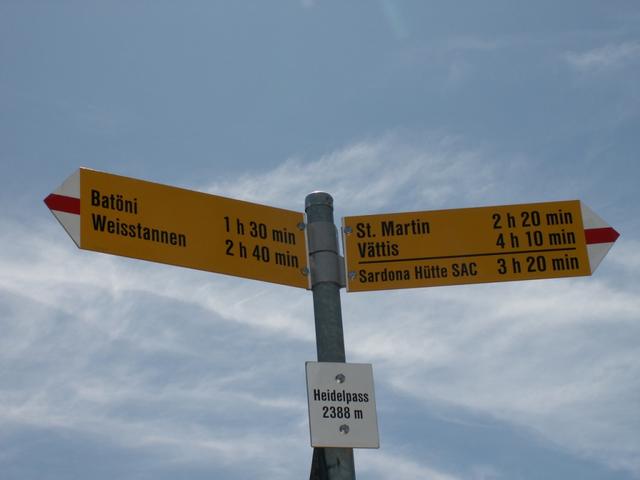 Batöni 1 h 30 min
Weisstannen 2 h 40 min
St. Martin 2 h 20 min
Vättis 4 h 10 min
Sardona Hütte SAC 3 h 20 min
Heidelpass
2388 m